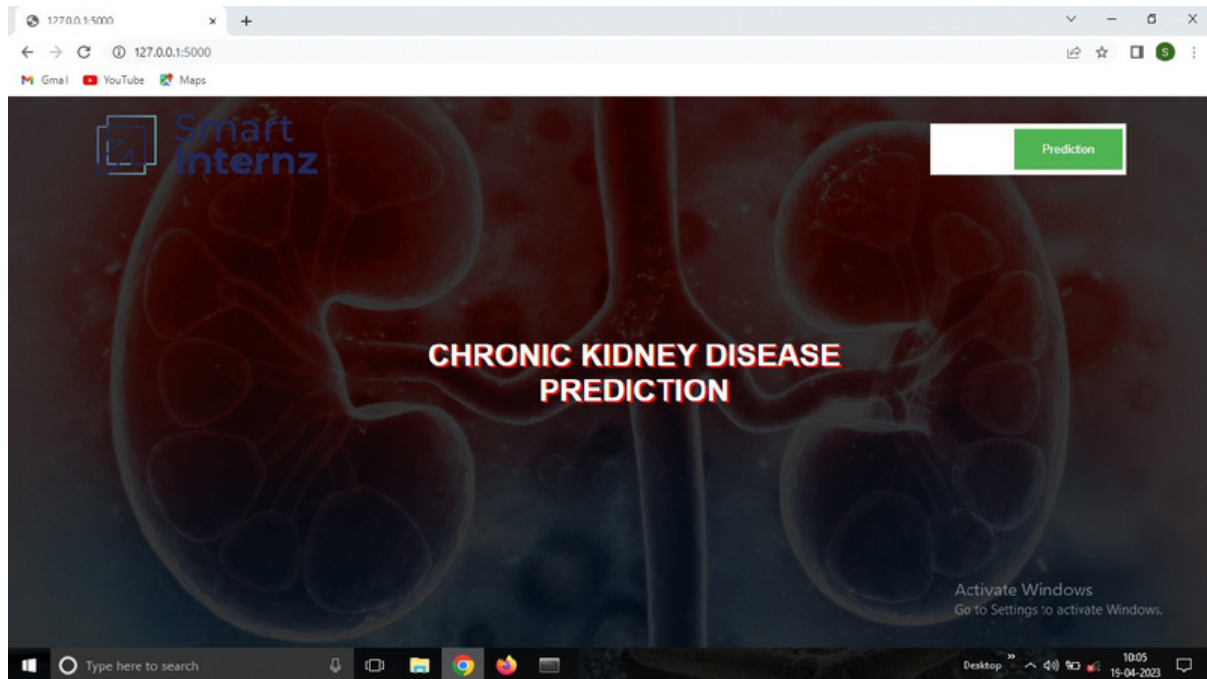 127.0.0.1:5000
127.0.0.1:5000
S
Gmail
YouTube
Maps
Smart
Internz
Prediction
CHRONIC KIDNEY DISEASE
PREDICTION
Activate Windows
Go to Settings to activate Windows.
Type here to search
Desktop
10:05
19-04-2023